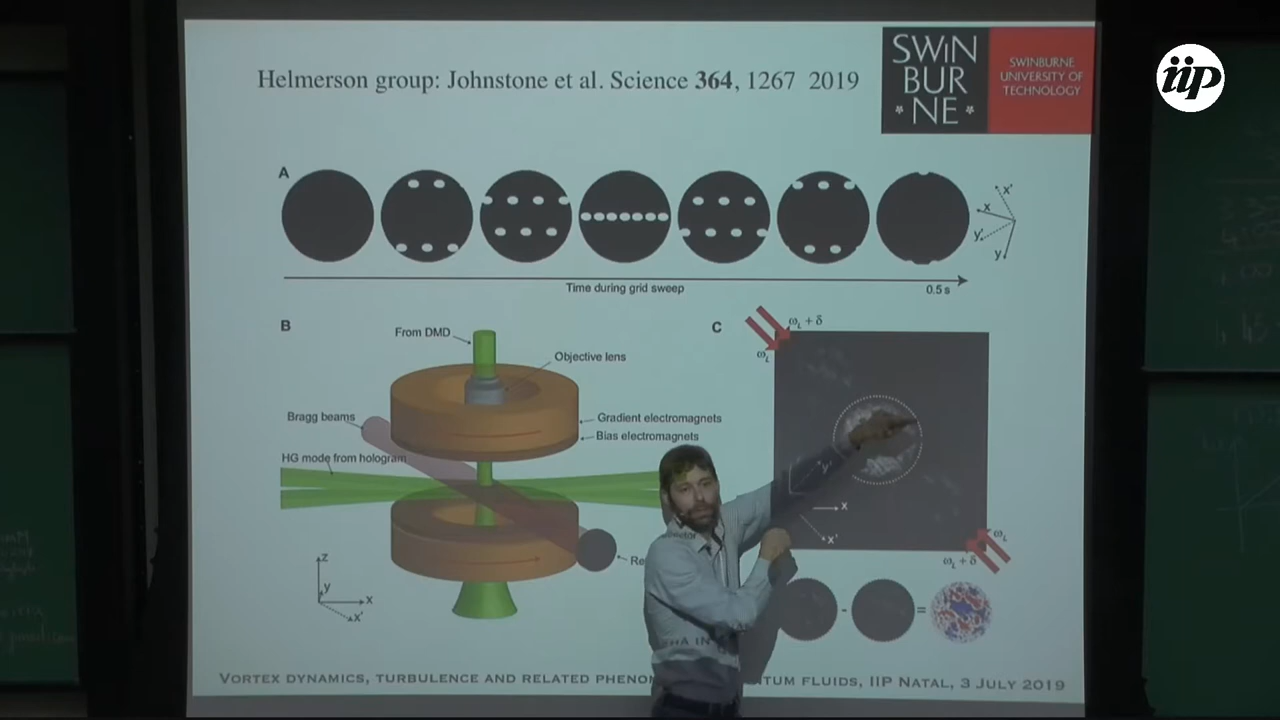 Helmerson group: Johnstone et al. Science 364, 1267 2019
SWIN
BUR
* NE *
SWINBURNE
UNIVERSITY OF
TECHNOLOGY
iip
A
x'
x
y'
y
Time during grid sweep
0.5 s
B
From DMD
Objective lens
Bragg beams
Gradient electromagnets
Bias electromagnets
HG mode from hologram
Re
z
y
x
x'
C
ωL + δ
ωL
y'
x
x'
ωL
ωL + δ
- =
VORTEX DYNAMICS, TURBULENCE AND RELATED PHENO TUM FLUIDS, IIP NATAL, 3 JULY 2019